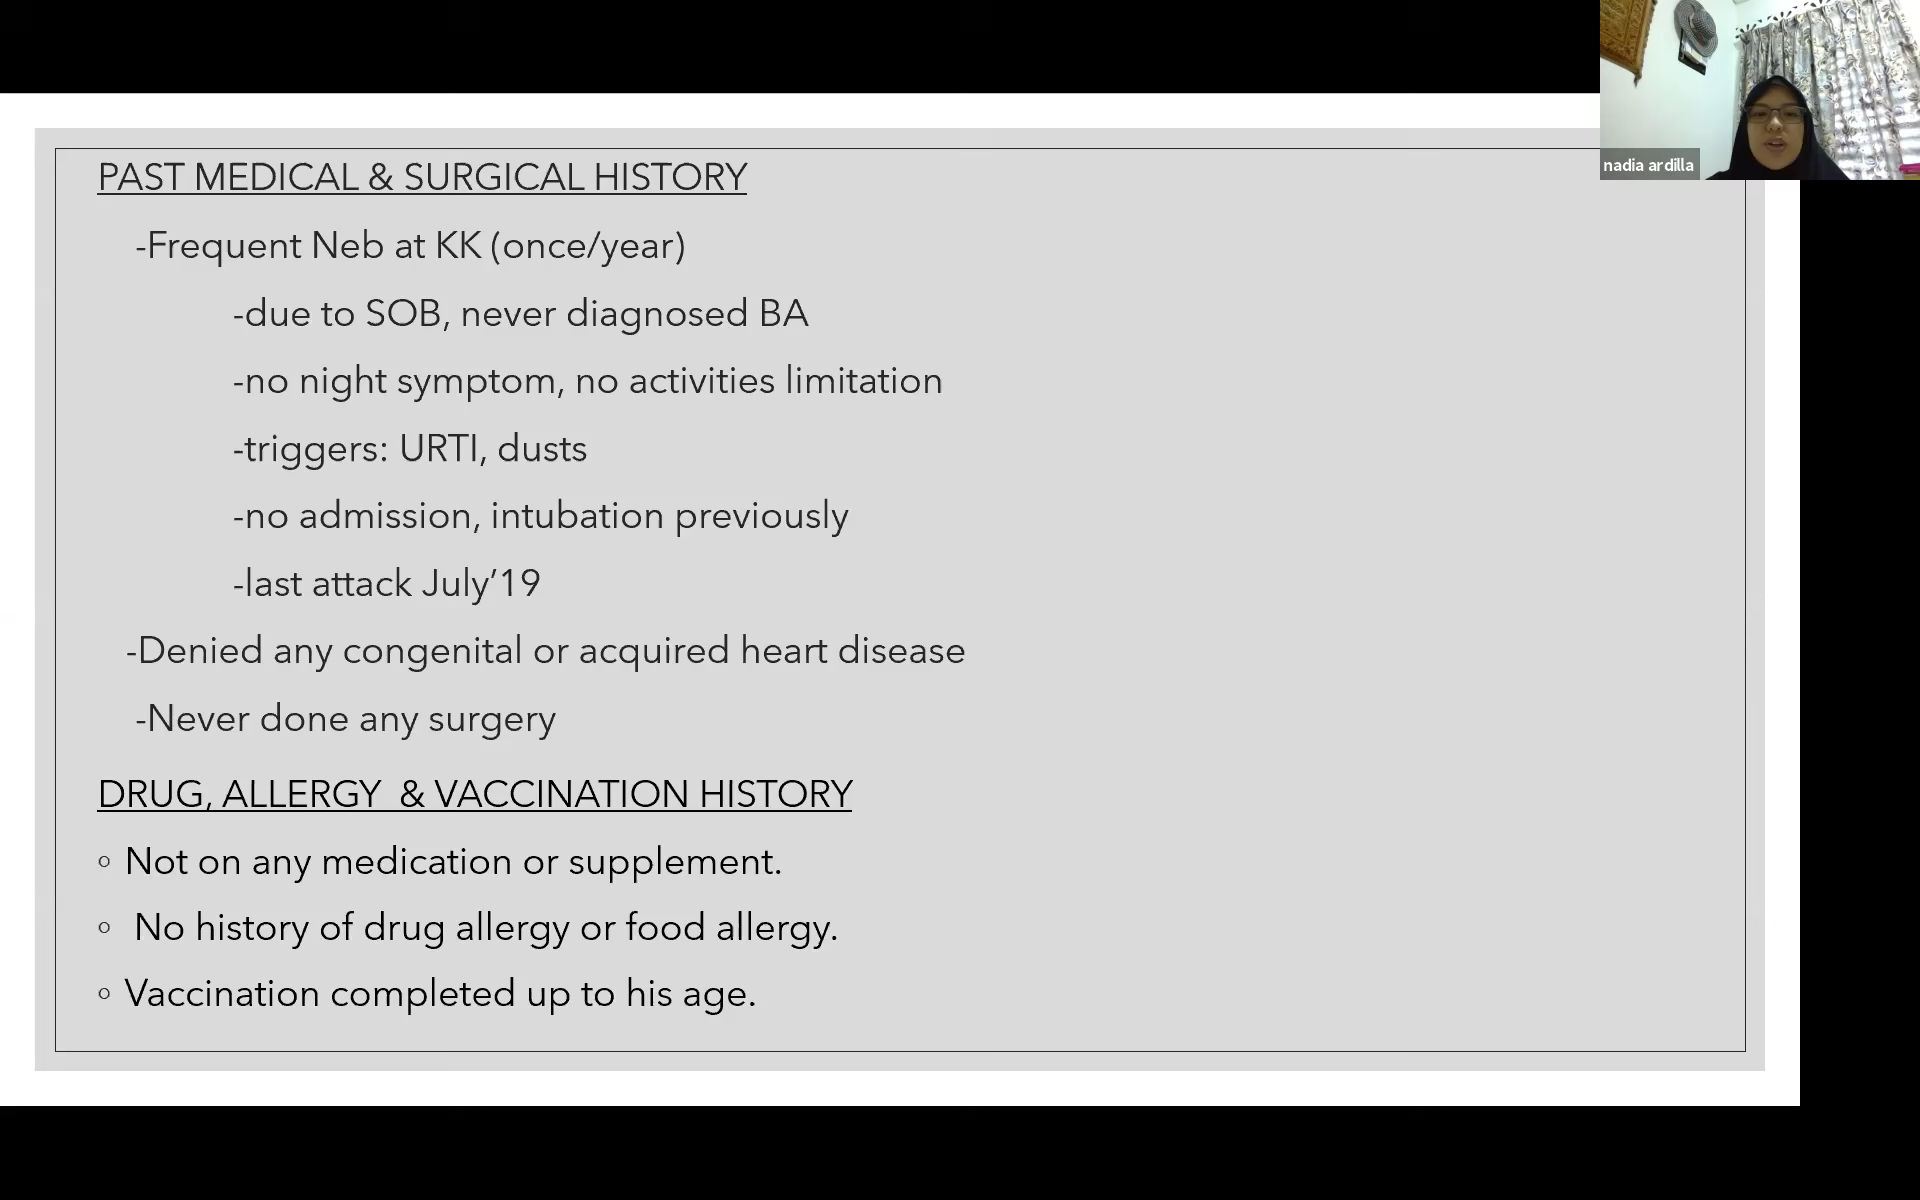 PAST MEDICAL & SURGICAL HISTORY
-Frequent Neb at KK (once/year)
-due to SOB, never diagnosed BA
-no night symptom, no activities limitation
-triggers: URTI, dusts
-no admission, intubation previously
-last attack July’19
-Denied any congenital or acquired heart disease
-Never done any surgery
DRUG, ALLERGY  & VACCINATION HISTORY
◦ Not on any medication or supplement.
◦ No history of drug allergy or food allergy.
◦ Vaccination completed up to his age.
nadia ardilla